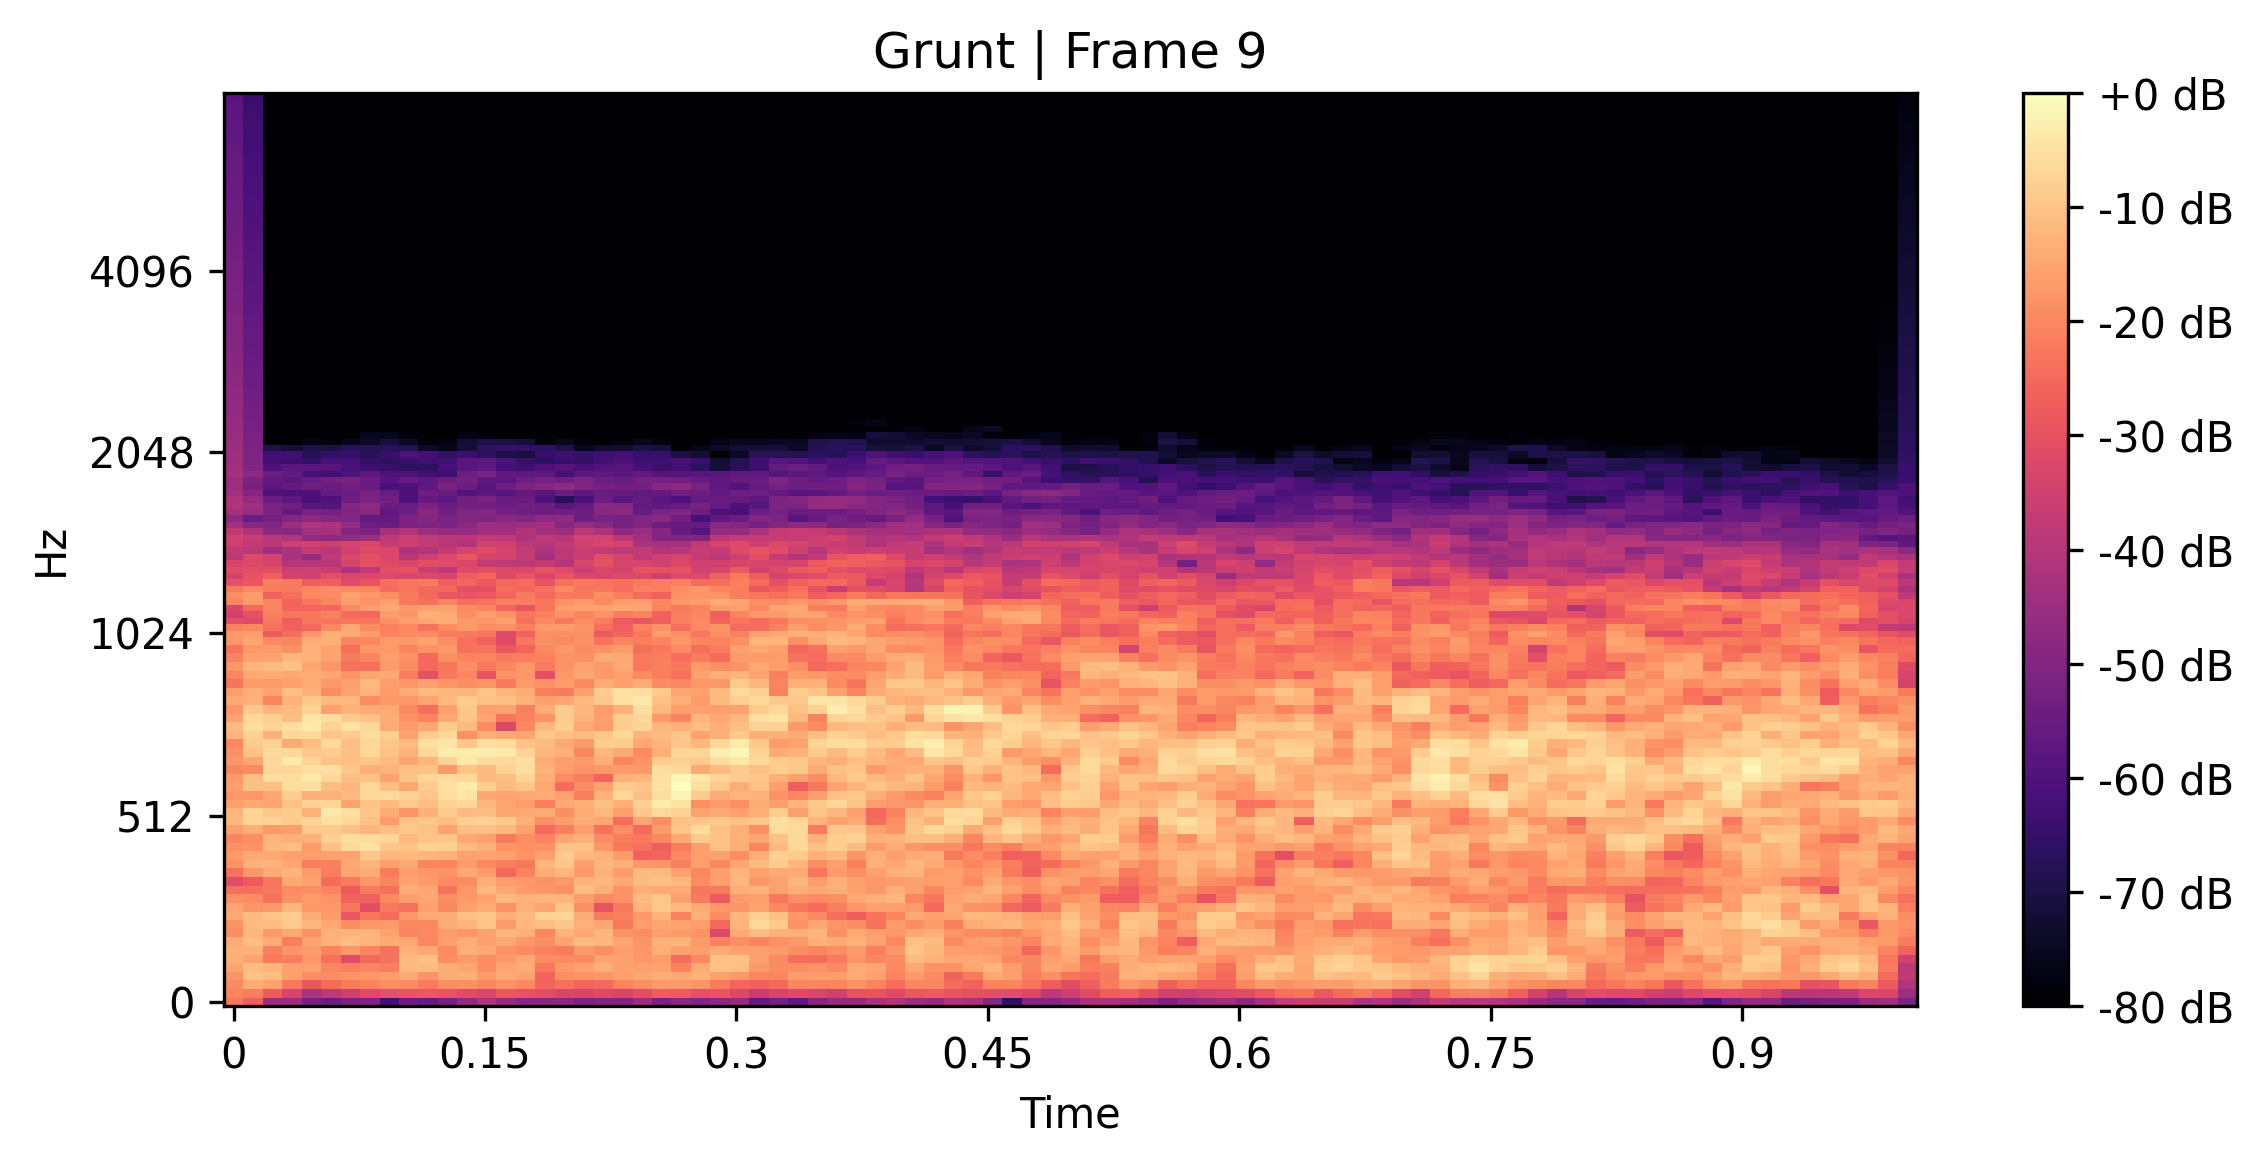 Grunt | Frame 9
+0 dB
-10 dB
-20 dB
-30 dB
-40 dB
-50 dB
-60 dB
-70 dB
-80 dB
4096
2048
1024
512
0
Hz
0 0.15 0.3 0.45 0.6 0.75 0.9
Time